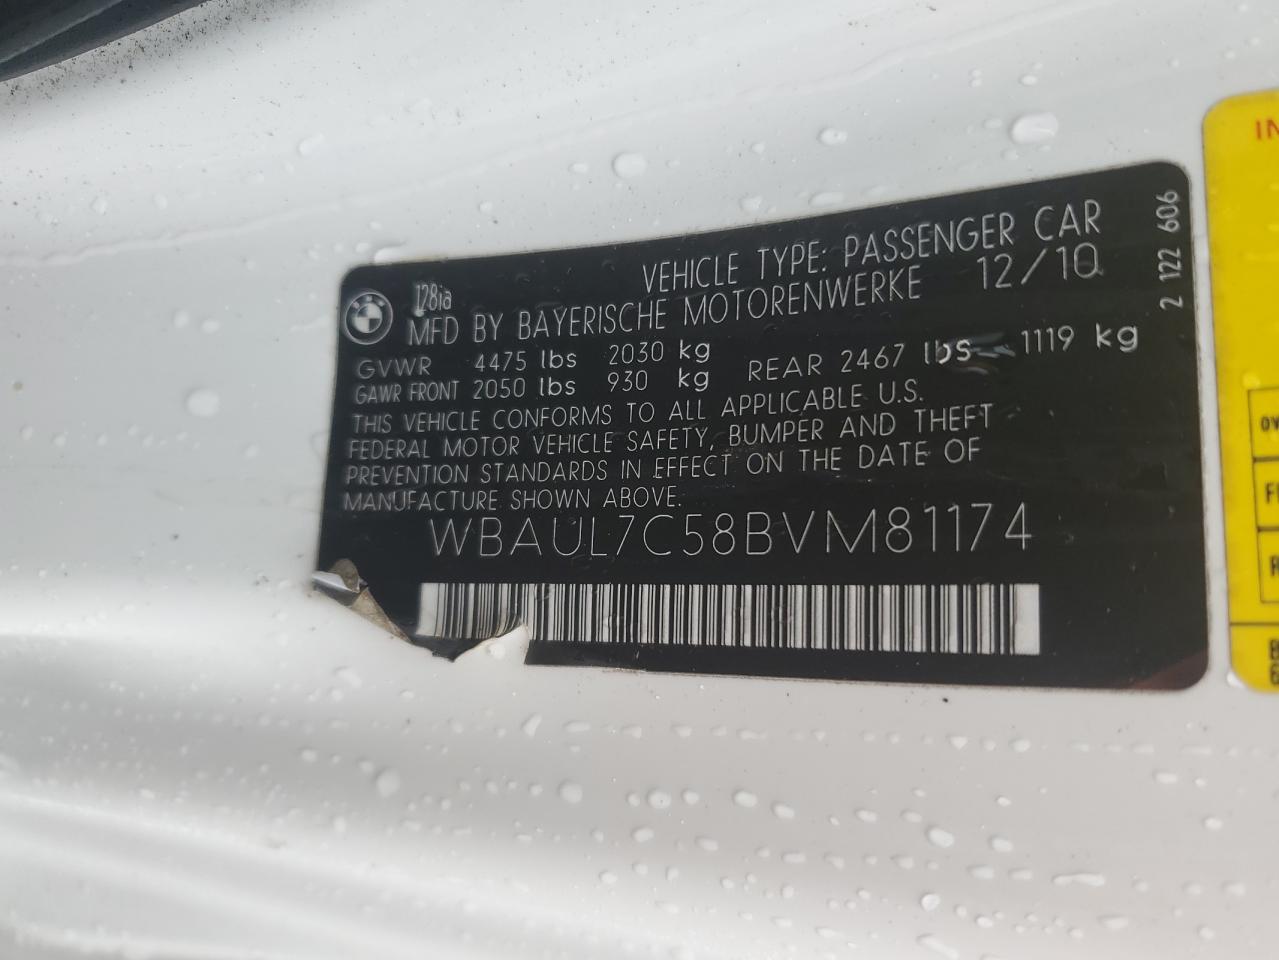 VEHICLE TYPE: PASSENGER CAR
128ia
MFD BY BAYERISCHE MOTORENWERKE 12/10
GVWR 4475 lbs 2030 kg
GAWR FRONT 2050 lbs 930 kg REAR 2467 lbs 1119 kg
THIS VEHICLE CONFORMS TO ALL APPLICABLE U.S.
FEDERAL MOTOR VEHICLE SAFETY, BUMPER AND THEFT
PREVENTION STANDARDS IN EFFECT ON THE DATE OF
MANUFACTURE SHOWN ABOVE.
WBAUL7C58BVM81174
2 122 606
IN